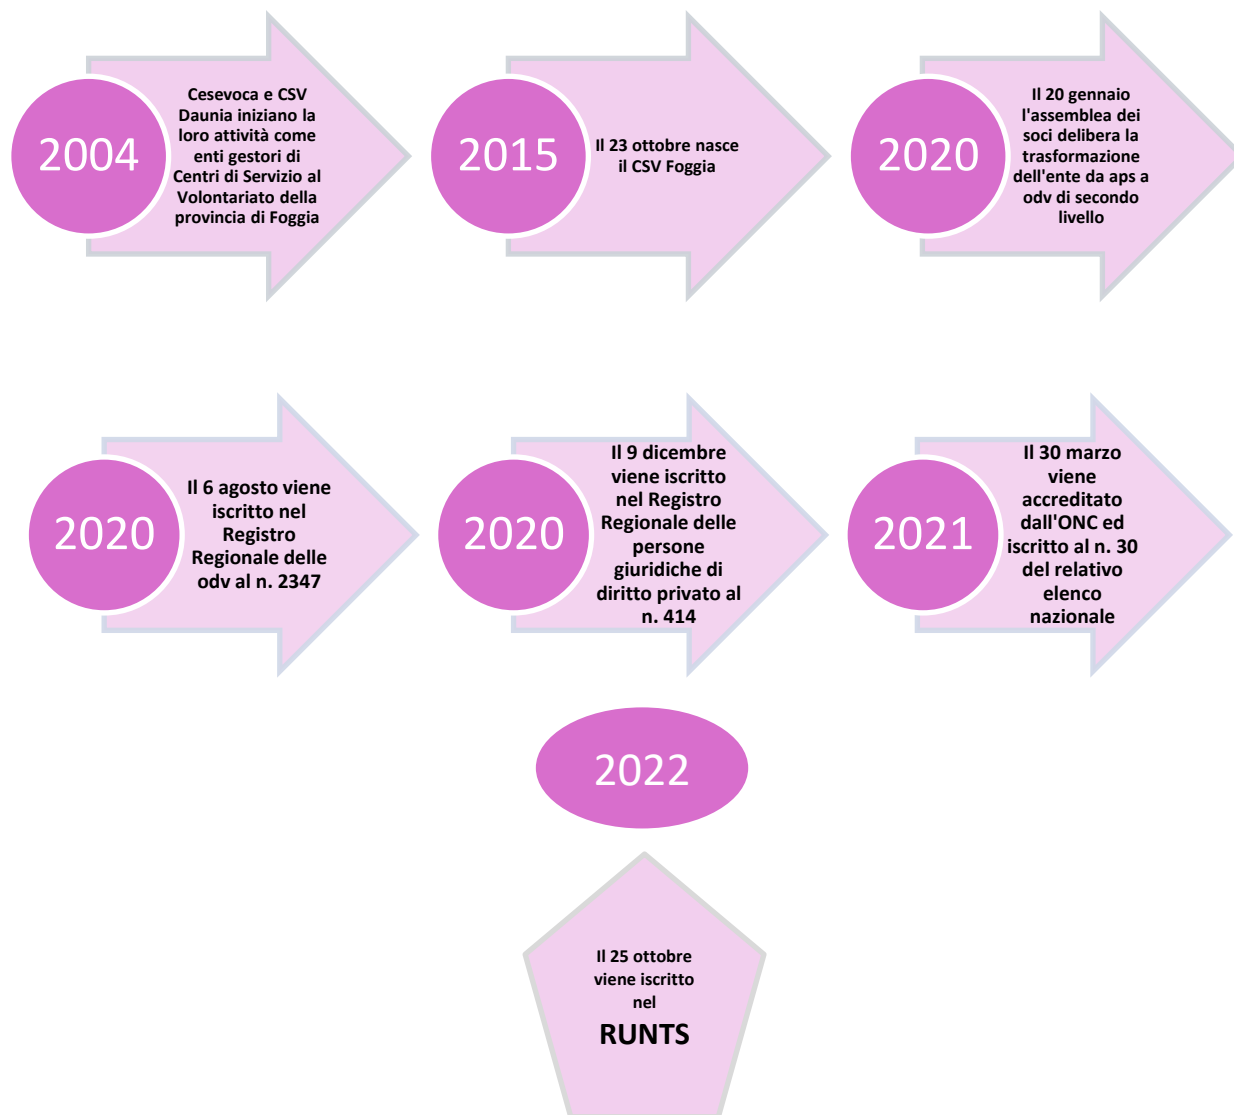 2004
Cesevoca e CSV
Daunia iniziano la
loro attività come
enti gestori di
Centri di Servizio al
Volontariato della
provincia di Foggia
2015
Il 23 ottobre nasce
il CSV Foggia
2020
Il 20 gennaio
l'assemblea dei
soci delibera la
trasformazione
dell'ente da aps a
odv di secondo
livello
2020
Il 6 agosto viene
iscritto nel
Registro
Regionale delle
odv al n. 2347
2020
Il 9 dicembre
viene iscritto
nel Registro
Regionale delle
persone
giuridiche di
diritto privato al
n. 414
2021
Il 30 marzo
viene
accreditato
dall'ONC ed
iscritto al n. 30
del relativo
elenco
nazionale
2022
Il 25 ottobre
viene iscritto
nel
RUNTS